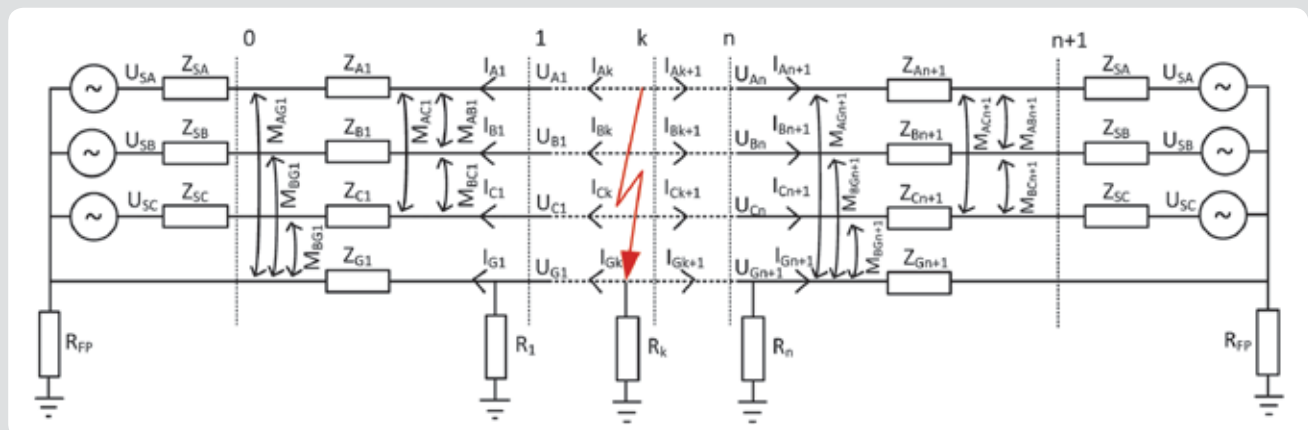 0 1 k n n+1
U_SA Z_SA Z_A1 I_A1 U_A1 I_Ak I_Ak+1 U_An I_An+1 Z_An+1 Z_SA U_SA
M_AG1 M_AC1 M_AB1 M_AGn+1 M_ACn+1 M_ABn+1
U_SB Z_SB Z_B1 I_B1 U_B1 I_Bk I_Bk+1 U_Bn I_Bn+1 Z_Bn+1 Z_SB U_SB
M_BG1 M_BC1 M_BGn+1 M_BCn+1
U_SC Z_SC Z_C1 I_C1 U_C1 I_Ck I_Ck+1 U_Cn I_Cn+1 Z_Cn+1 Z_SC U_SC
M_BG1 Z_G1 I_G1 U_G1 I_Gk I_Gk+1 U_Gn+1 I_Gn+1 M_BGn+1 Z_Gn+1
R_FP R_1 R_k R_n R_FP